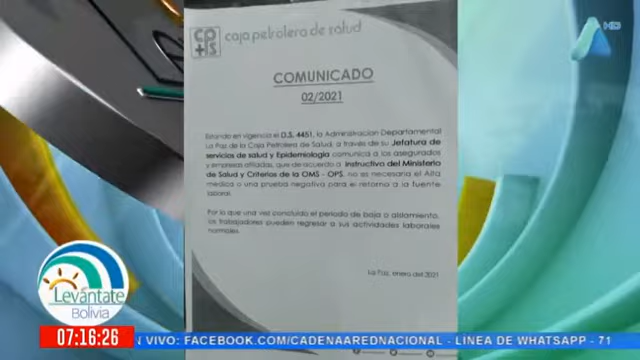 HD
cp+s caja petrolera de salud
COMUNICADO
02/2021
Estando en vigencia el D.S. 4451, la Administracion Departamental
La Paz de la Caja Petrolera de Salud, a través de su Jefatura de
servicios de salud y Epidemiologia comunica a los asegurados
y empresas afiliadas, que de acuerdo a Instructivo del Ministerio
de Salud y Criterios de la OMS - OPS, no es necesaria el Alta
médica o una prueba negativa para el retorno a la fuente
laboral.
Por lo que una vez concluido el periodo de baja o aislamiento,
los trabajadores pueden regresar a sus actividades laborales
normales.
La Paz, enero del 2021
Levántate
Bolivia
07:16:26
N VIVO: FACEBOOK.COM/CADENAAREDNACIONAL - LÍNEA DE WHATSAPP - 71